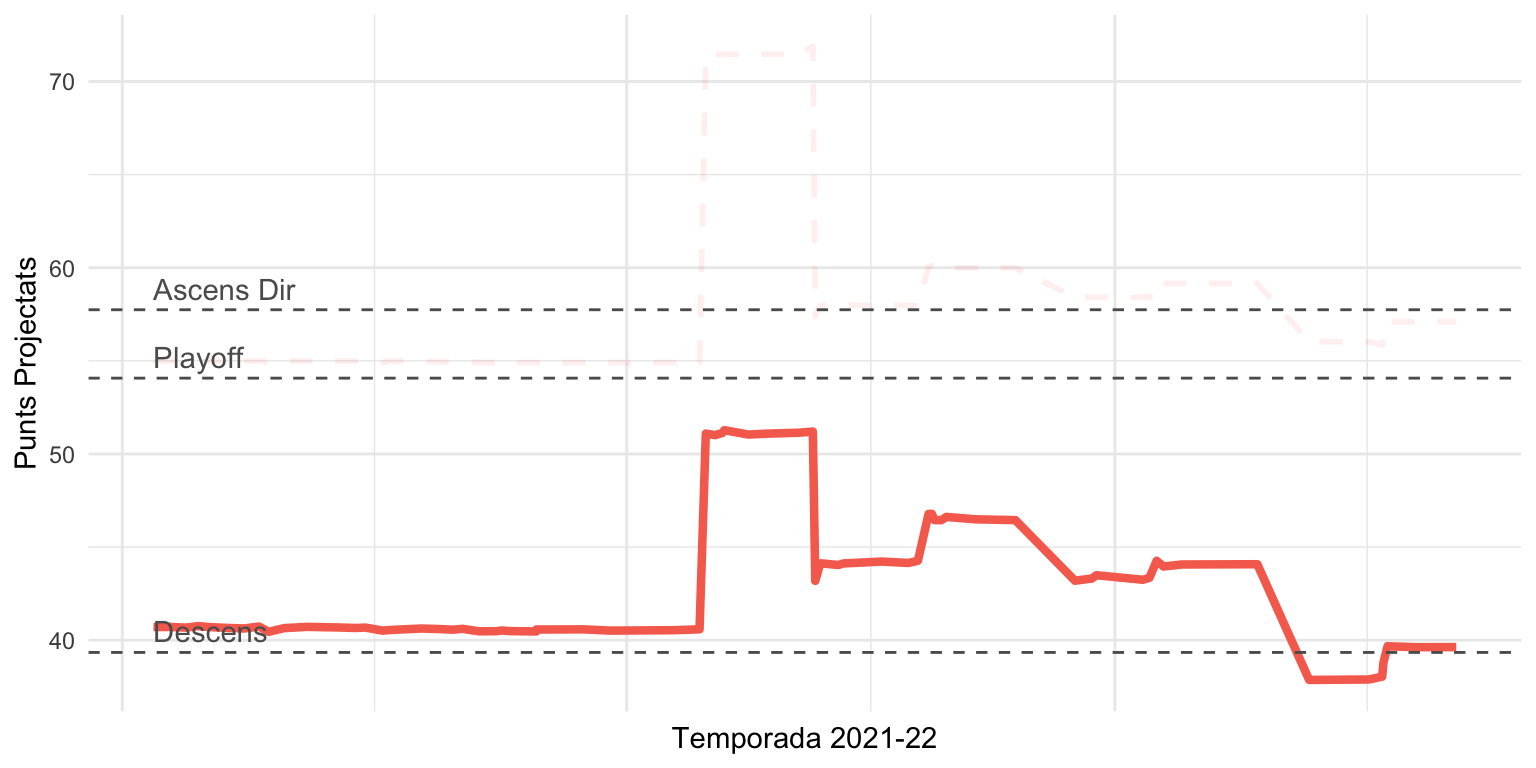 70
60
50
40
Punts Projectats
Ascens Dir
Playoff
Descens
Temporada 2021-22